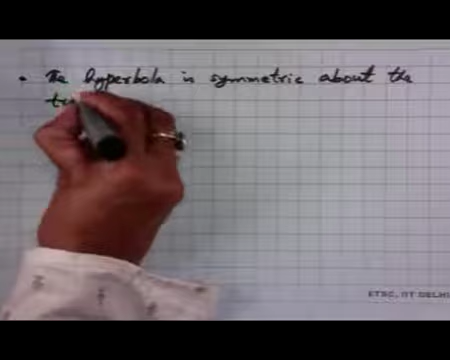 • The hyperbola is symmetric about the
ETSC, IIT DELHI